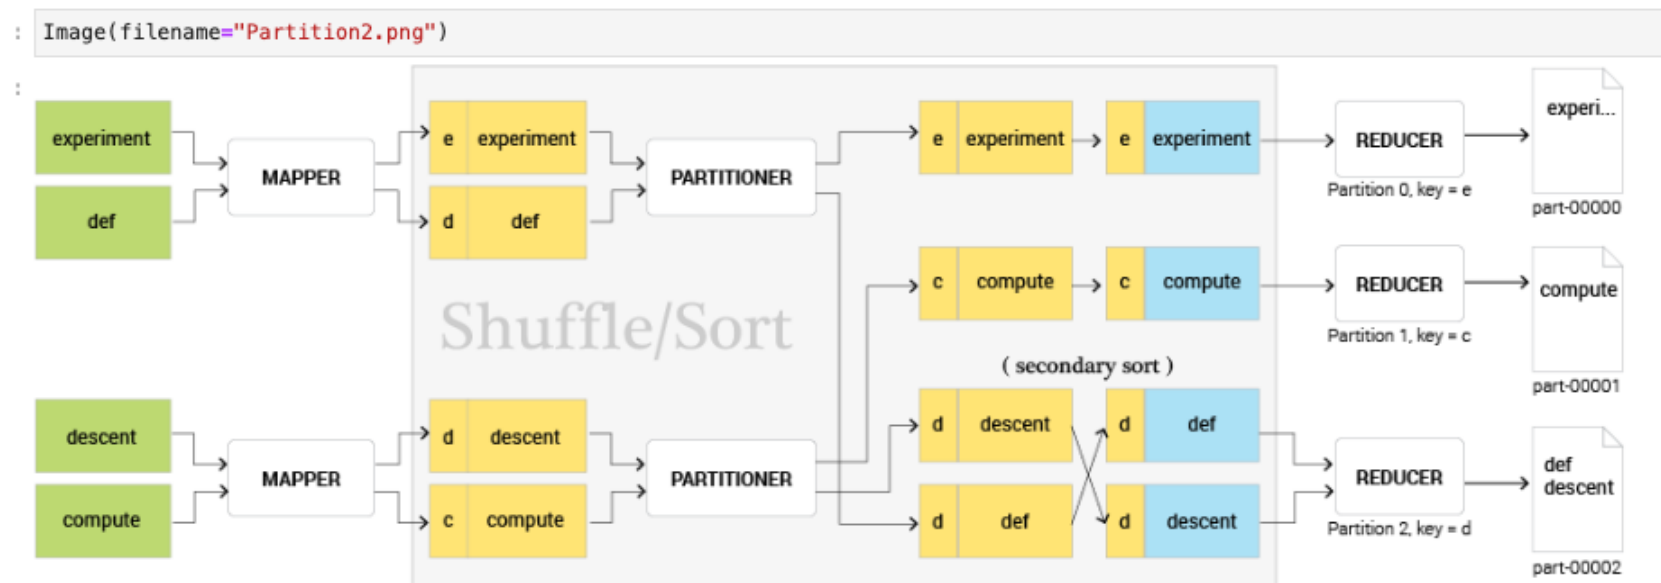 : Image(filename="Partition2.png")
:
experiment
def
MAPPER
e experiment
d def
PARTITIONER
e experiment
e experiment
REDUCER
Partition 0, key = e
experi...
part-00000
Shuffle/Sort
c compute
c compute
REDUCER
Partition 1, key = c
compute
part-00001
( secondary sort )
descent
compute
MAPPER
d descent
c compute
PARTITIONER
d descent
d def
d def
d descent
REDUCER
Partition 2, key = d
def
descent
part-00002